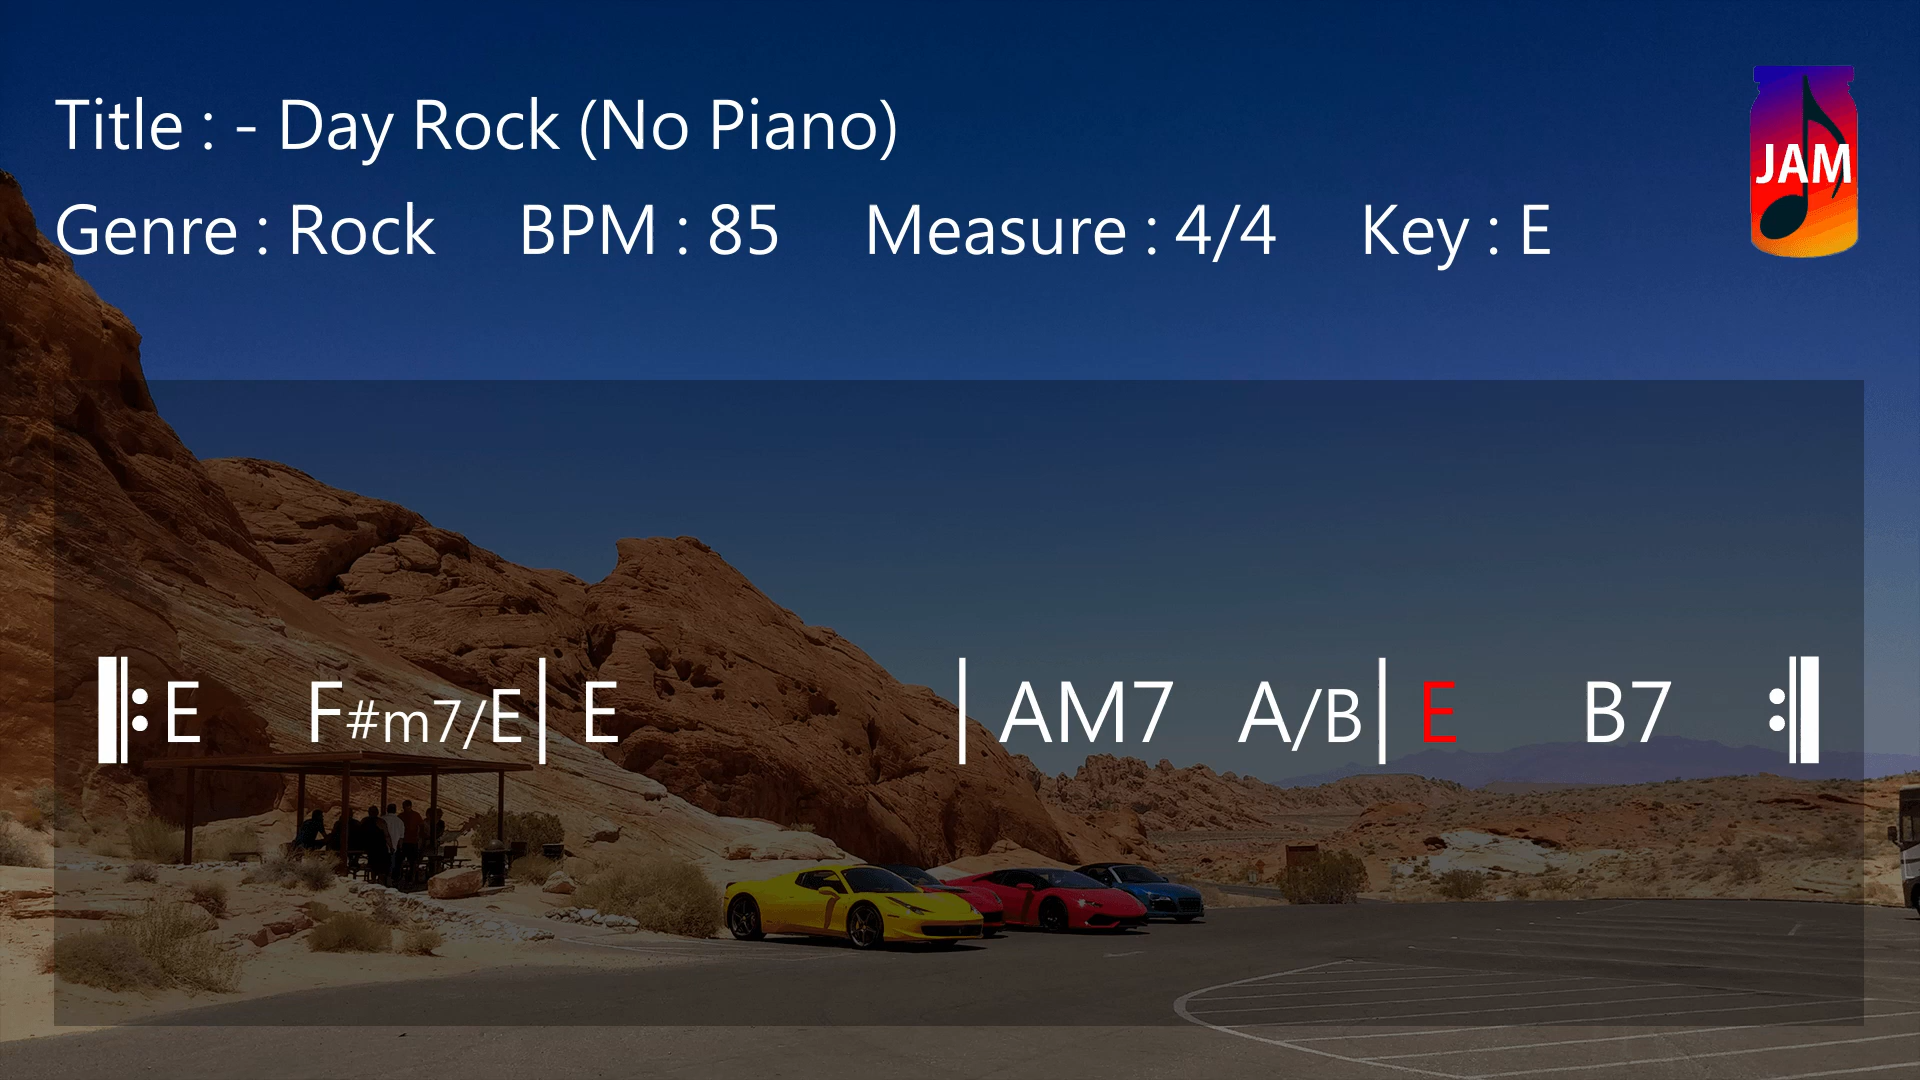 Title : - Day Rock (No Piano)
JAM
Genre : Rock BPM : 85 Measure : 4/4 Key : E
E F#m7/E E AM7 A/B E B7